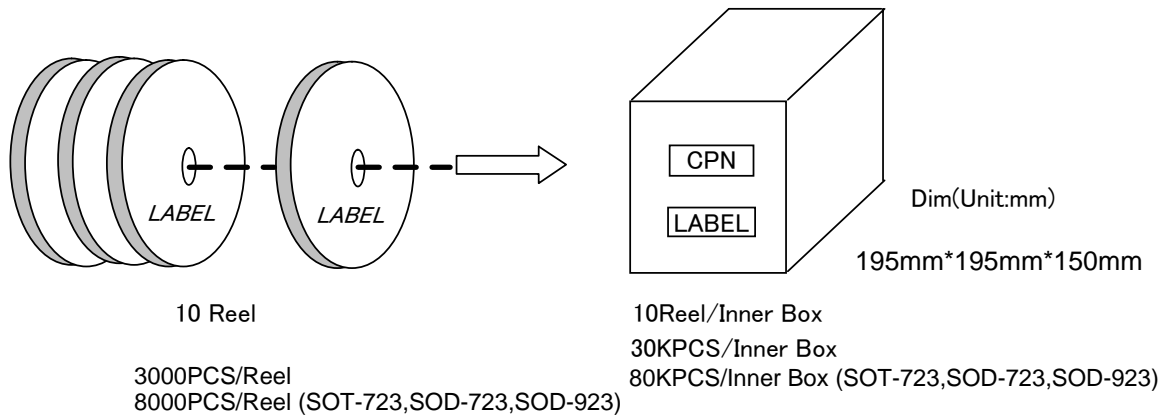 LABEL
LABEL
CPN
LABEL
Dim(Unit:mm)
195mm*195mm*150mm
10 Reel
3000PCS/Reel
8000PCS/Reel (SOT-723,SOD-723,SOD-923)
10Reel/Inner Box
30KPCS/Inner Box
80KPCS/Inner Box (SOT-723,SOD-723,SOD-923)